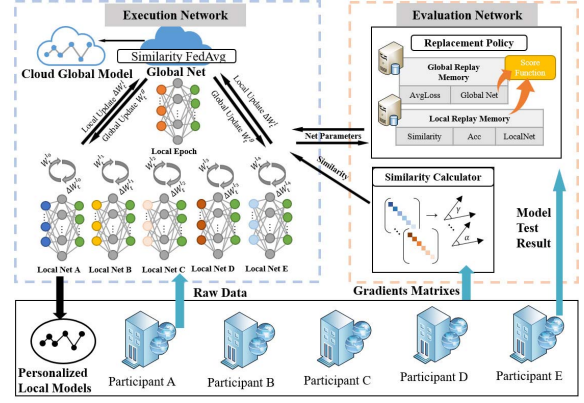 Execution Network
Evaluation Network
Similarity FedAvg
Cloud Global Model
Global Net
Local Update ΔW
Global Update W
Local Update ΔW
Global Update W
Local Epoch
Local Net A
Local Net B
Local Net C
Local Net D
Local Net E
Replacement Policy
Global Replay
Memory
Score
Function
AvgLoss
Global Net
Local Replay Memory
Similarity
Acc
LocalNet
Net Parameters
Similarity
Similarity Calculator
γ
α
Model
Test
Result
Raw Data
Gradients Matrixes
Personalized
Local Models
Participant A
Participant B
Participant C
Participant D
Participant E